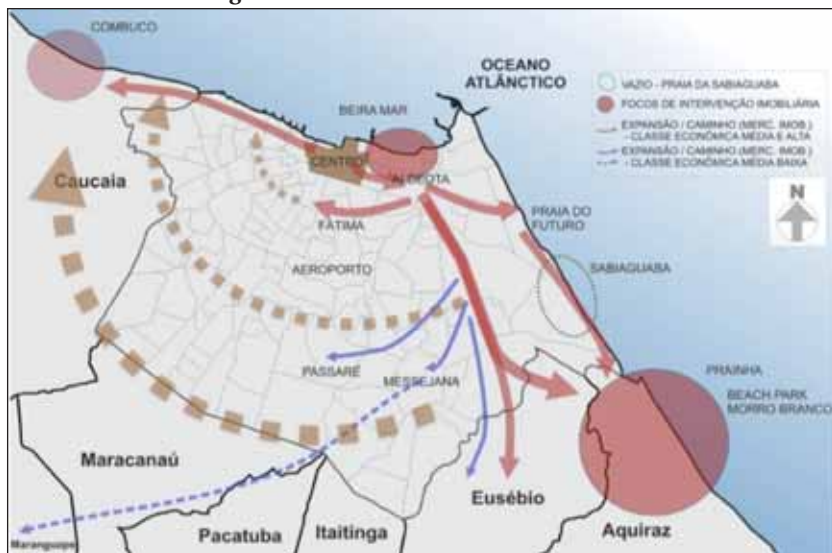 COMBUCO
OCEANO
ATLÂNCTICO
VAZIO - PRAIA DA SABIAGUABA
FOCOS DE INTERVENÇÃO IMOBILIÁRIA
EXPANSÃO / CAMINHO (MERC. IMOB.)
- CLASSE ECONÔMICA MÉDIA E ALTA
EXPANSÃO / CAMINHO (MERC. IMOB.)
- CLASSE ECONÔMICA MÉDIA BAIXA
N
BEIRA MAR
CENTRO
ALDEOTA
Caucaia
FÁTIMA
PRAIA DO
FUTURO
AEROPORTO
SABIAGUABA
PASSARÉ
MESSEJANA
PRAINHA
BEACH PARK
MORRO BRANCO
Maracanaú
Eusébio
Pacatuba
Itaitinga
Aquiraz
Maranguape